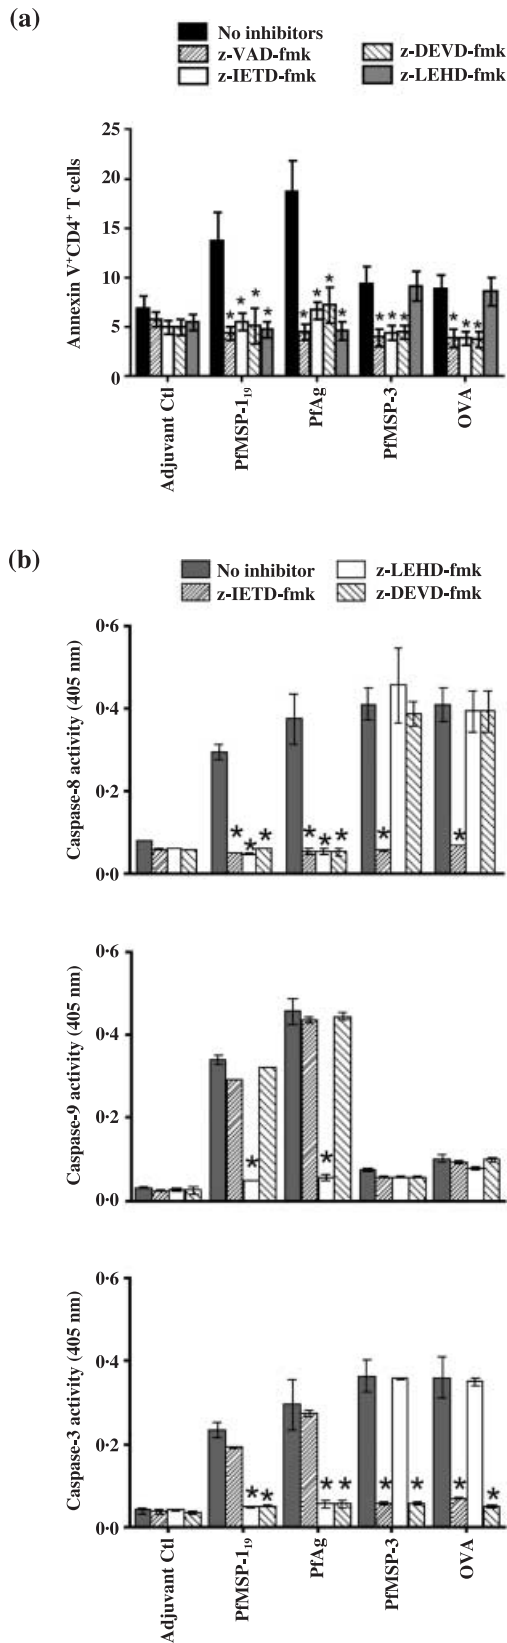 (a)
No inhibitors
z-VAD-fmk z-DEVD-fmk
z-IETD-fmk z-LEHD-fmk
Annexin V⁺CD4⁺ T cells
25
20
15
10
5
0
* * * *
* * * *
* * *
* * *
Adjuvant Ctl PfMSP-1₁₉ PfAg PfMSP-3 OVA
(b)
No inhibitor z-LEHD-fmk
z-IETD-fmk z-DEVD-fmk
Caspase-8 activity (405 nm)
0·6
0·4
0·2
0·0
* * *
* * *
*
*
Caspase-9 activity (405 nm)
0·6
0·4
0·2
0·0
*
*
Caspase-3 activity (405 nm)
0·6
0·4
0·2
0·0
* *
* *
* *
* *
Adjuvant Ctl PfMSP-1₁₉ PfAg PfMSP-3 OVA